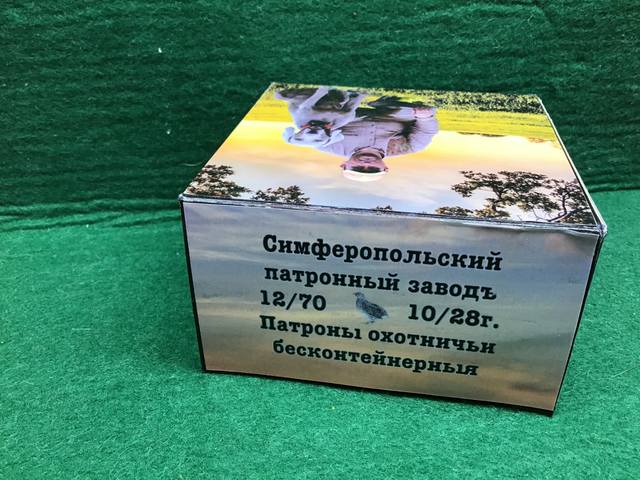 Симферопольский
патронный заводъ
12/70 10/28г.
Патроны охотничьи
бесконтейнерныя